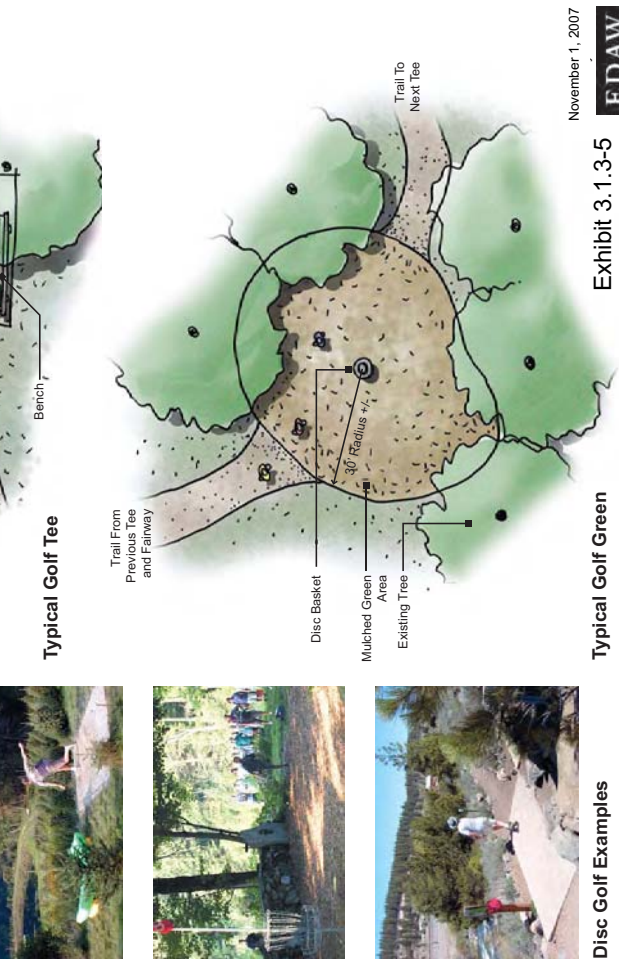 Bench
Typical Golf Tee
Trail From
Previous Tee
and Fairway
Trail To
Next Tee
30' Radius +/-
Disc Basket
Mulched Green
Area
Existing Tree
Disc Golf Examples
Typical Golf Green
November 1, 2007
Exhibit 3.1.3-5
EDAW